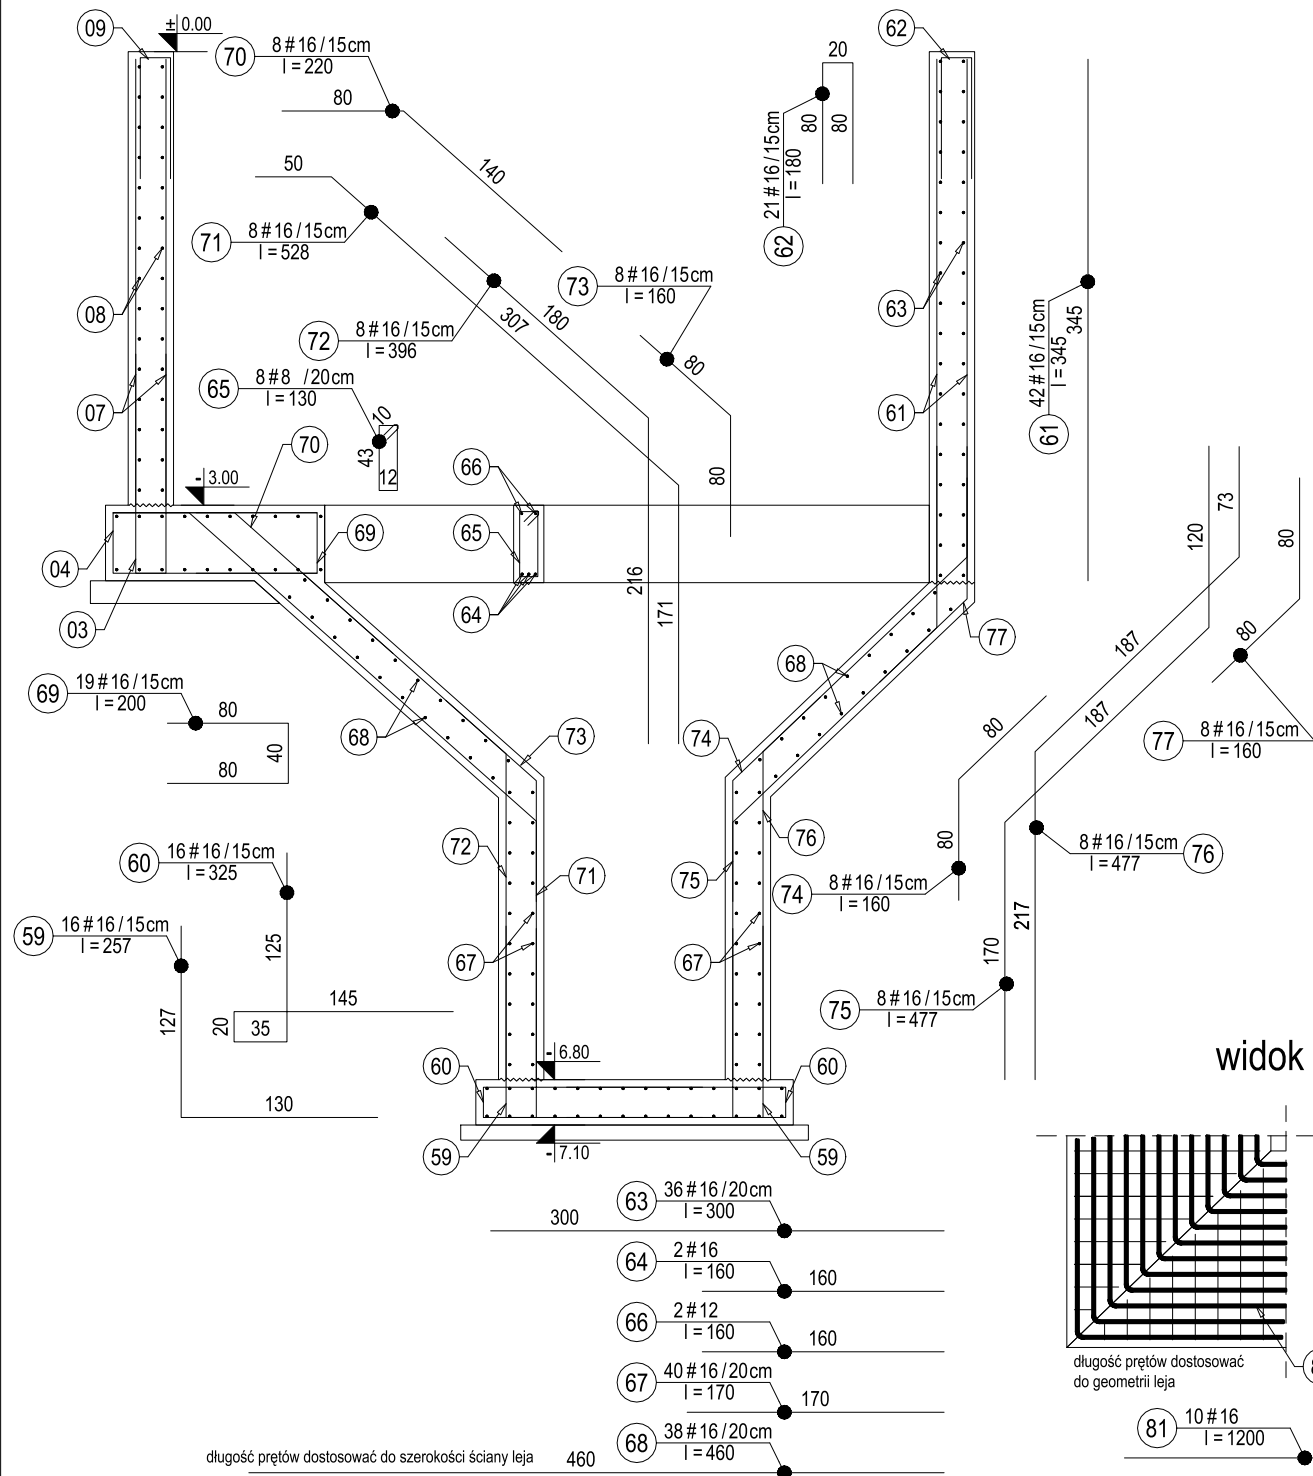 09
± 0.00
70
8 # 16 / 15cm
l = 220
80
140
62
20
80
80
21 # 16 / 15cm
l = 180
62
50
71
8 # 16 / 15cm
l = 528
307
72
8 # 16 / 15cm
l = 396
180
73
8 # 16 / 15cm
l = 160
80
80
08
07
63
61
42 # 16 / 15cm
l = 345
345
61
65
8 # 8 / 20cm
l = 130
10
43
12
70
- 3.00
66
65
64
69
04
03
216
171
120
73
80
187
187
80
77
68
77
8 # 16 / 15cm
l = 160
69
19 # 16 / 15cm
l = 200
80
40
80
68
73
74
80
80
74
8 # 16 / 15cm
l = 160
76
8 # 16 / 15cm
l = 477
76
60
16 # 16 / 15cm
l = 325
125
145
20
35
72
71
75
59
16 # 16 / 15cm
l = 257
127
130
67
67
170
217
75
8 # 16 / 15cm
l = 477
- 6.80
60
60
- 7.10
59
59
widok
63
36 # 16 / 20cm
l = 300
300
64
2 # 16
l = 160
160
66
2 # 12
l = 160
160
67
40 # 16 / 20cm
l = 170
170
68
38 # 16 / 20cm
l = 460
długość prętów dostosować do szerokości ściany leja
460
długość prętów dostosować
do geometrii leja
81
10 # 16
l = 1200